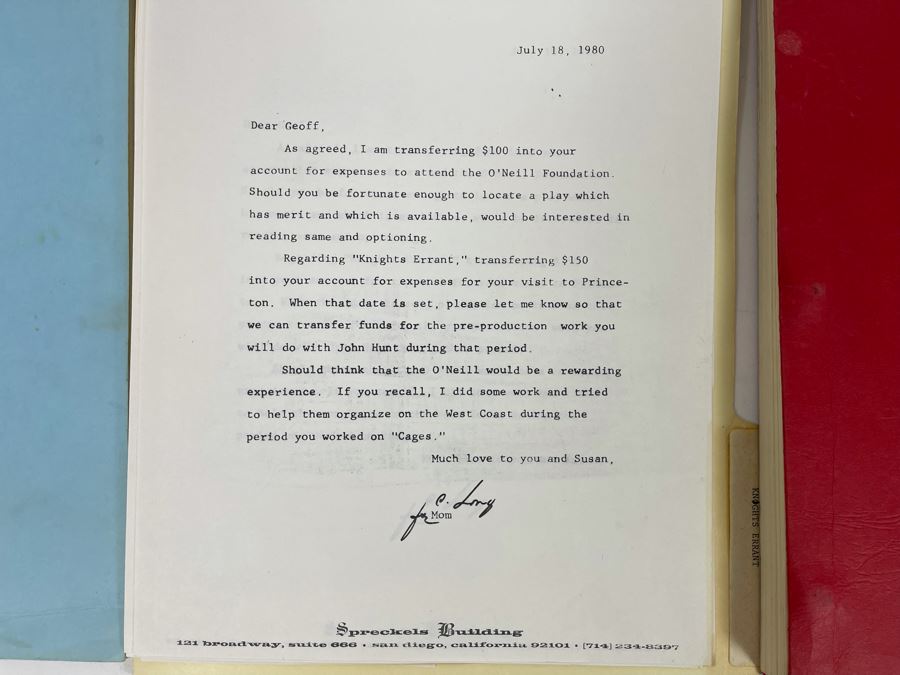 July 18, 1980
Dear Geoff,
As agreed, I am transferring $100 into your
account for expenses to attend the O'Neill Foundation.
Should you be fortunate enough to locate a play which
has merit and which is available, would be interested in
reading same and optioning.
Regarding "Knights Errant," transferring $150
into your account for expenses for your visit to Prince-
ton. When that date is set, please let me know so that
we can transfer funds for the pre-production work you
will do with John Hunt during that period.
Should think that the O'Neill would be a rewarding
experience. If you recall, I did some work and tried
to help them organize on the West Coast during the
period you worked on "Cages."
Much love to you and Susan,
C. Long
for Mom
Spreckels Building
121 broadway, suite 666 • san diego, california 92101 • [714] 234-8397
KNIGHTS ERRANT